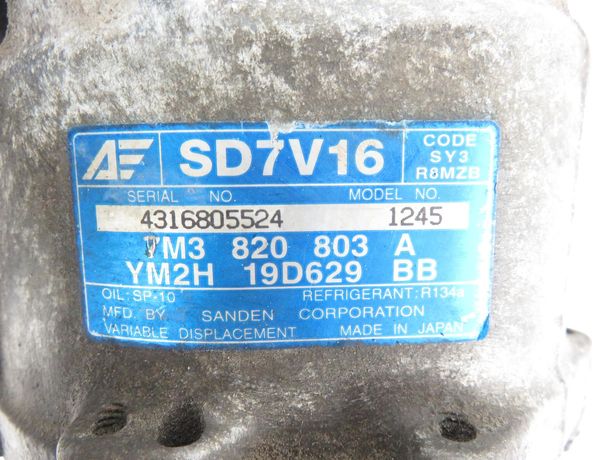 AE SD7V16 CODE
SY3
R8MZB
SERIAL NO. MODEL NO.
4316805524 1245
7M3 820 803 A
YM2H 19D629 BB
OIL: SP-10 REFRIGERANT: R134a
MFD. BY SANDEN CORPORATION
VARIABLE DISPLACEMENT MADE IN JAPAN